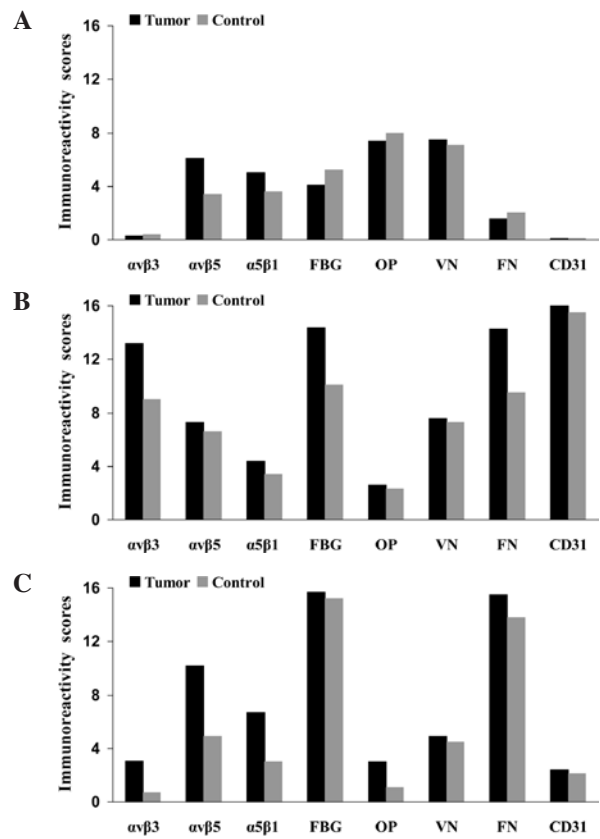 A
Tumor Control
Immunoreactivity scores
16
12
8
4
0
αvβ3 αvβ5 α5β1 FBG OP VN FN CD31
B
Tumor Control
Immunoreactivity scores
16
12
8
4
0
αvβ3 αvβ5 α5β1 FBG OP VN FN CD31
C
Tumor Control
Immunoreactivity scores
16
12
8
4
0
αvβ3 αvβ5 α5β1 FBG OP VN FN CD31